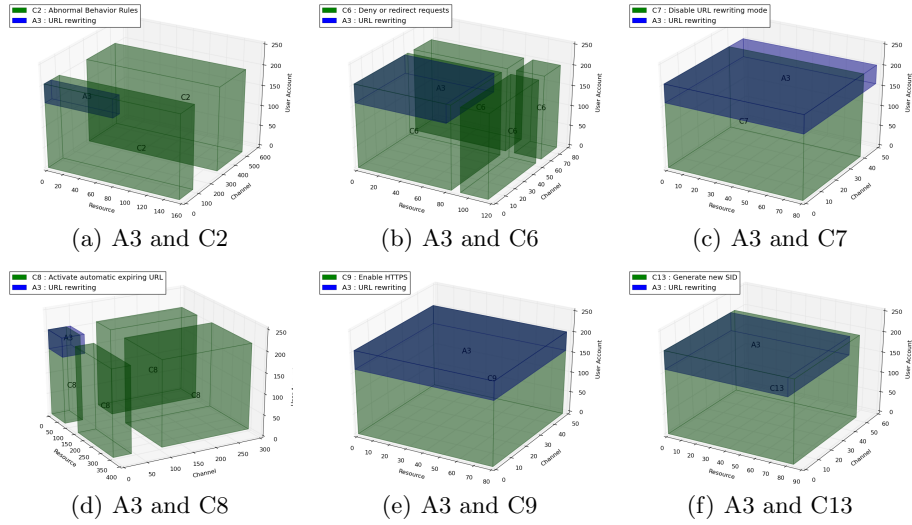 C2 : Abnormal Behavior Rules
A3 : URL rewriting
A3
C2
C2
0 20 40 60 80 100 120 140 160
Resource
0 100 200 300 400 500 600
Channel
0 50 100 150 200 250
User Account
(a) A3 and C2
C6 : Deny or redirect requests
A3 : URL rewriting
A3
C6
C6
C6
C6
0 20 40 60 80 100 120
Resource
0 10 20 30 40 50 60 70 80
Channel
0 50 100 150 200 250
User Account
(b) A3 and C6
C7 : Disable URL rewriting mode
A3 : URL rewriting
A3
C7
0 10 20 30 40 50 60 70 80
Resource
0 10 20 30 40 50
Channel
0 50 100 150 200 250
User Account
(c) A3 and C7
C8 : Activate automatic expiring URL
A3 : URL rewriting
A3
C8
C8
C8
C8
0 50 100 150 200 250 300 350 400
Resource
0 50 100 150 200 250 300
Channel
0 50 100 150 200 250
(d) A3 and C8
C9 : Enable HTTPS
A3 : URL rewriting
A3
C9
0 10 20 30 40 50 60 70 80
Resource
0 10 20 30 40 50
Channel
0 50 100 150 200 250
User Account
(e) A3 and C9
C13 : Generate new SID
A3 : URL rewriting
A3
C13
0 10 20 30 40 50 60 70 80 90
Resource
0 10 20 30 40 50 60
Channel
0 50 100 150 200 250
User Account
(f) A3 and C13